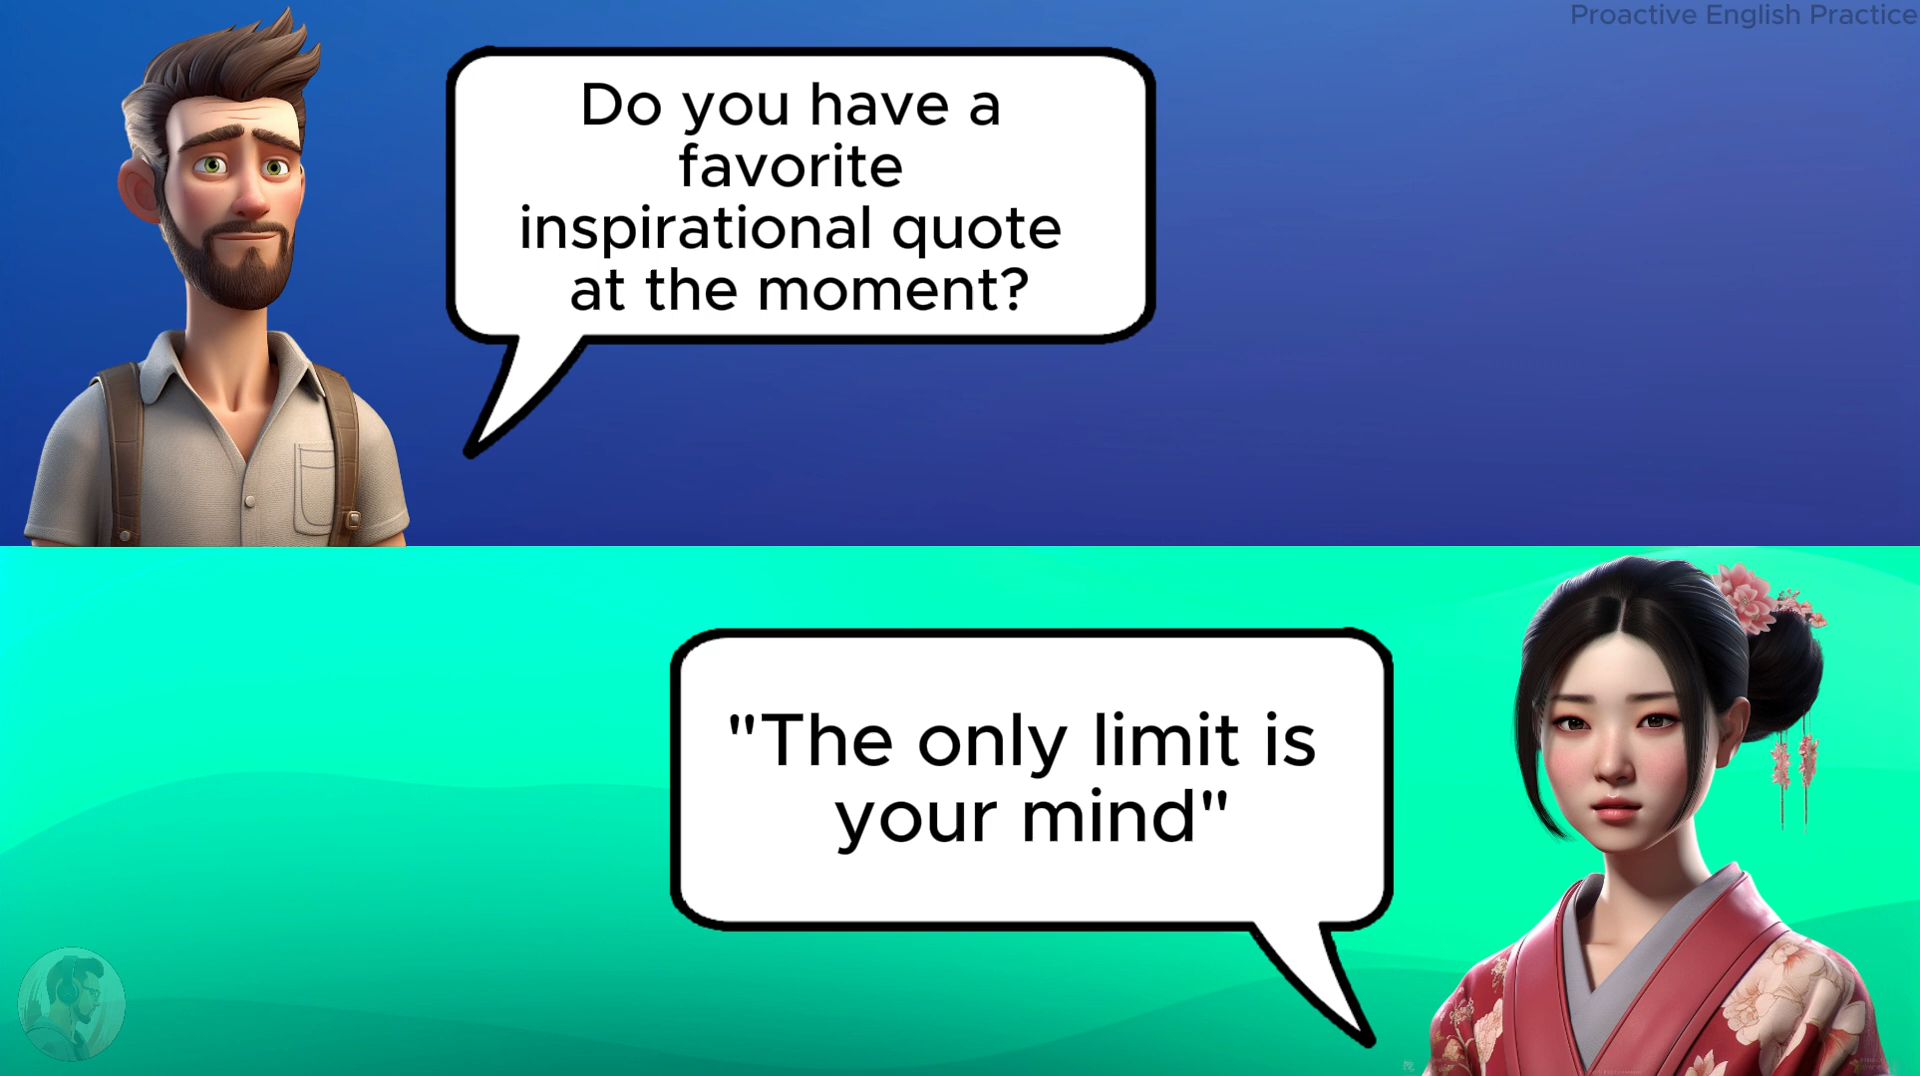 Proactive English Practice
Do you have a
favorite
inspirational quote
at the moment?
"The only limit is
your mind"